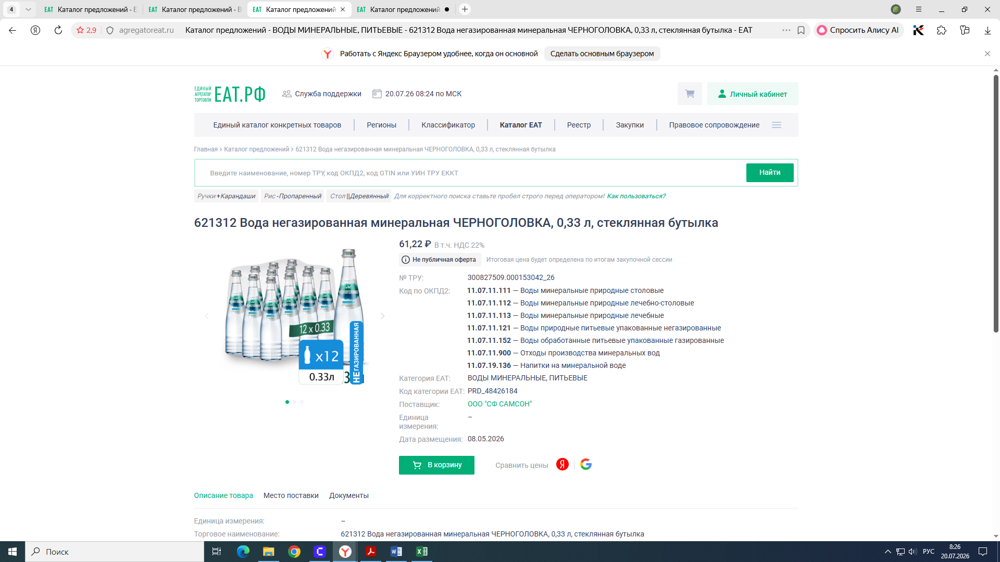 4
ЕАТ Каталог предложений - Е
ЕАТ Каталог предложений - В
ЕАТ Каталог предложений
ЕАТ Каталог предложений
2,9
agregatoreat.ru
Каталог предложений - ВОДЫ МИНЕРАЛЬНЫЕ, ПИТЬЕВЫЕ - 621312 Вода негазированная минеральная ЧЕРНОГОЛОВКА, 0,33 л, стеклянная бутылка - ЕАТ
Спросить Алису AI
Работать с Яндекс Браузером удобнее, когда он основной
Сделать основным браузером
ЕДИНЫЙ
АГРЕГАТОР
ТОРГОВЛИ
ЕАТ.РФ
Служба поддержки
20.07.26 08:24 по МСК
Личный кабинет
Единый каталог конкретных товаров
Регионы
Классификатор
Каталог ЕАТ
Реестр
Закупки
Правовое сопровождение
Главная > Каталог предложений > 621312 Вода негазированная минеральная ЧЕРНОГОЛОВКА, 0,33 л, стеклянная бутылка
Введите наименование, номер ТРУ, код ОКПД2, код GTIN или УИН ТРУ ЕККТ
Найти
Ручки +Карандаши
Рис -Пропаренный
Стол ||Деревянный
Для корректного поиска ставьте пробел строго перед оператором! Как пользоваться?
621312 Вода негазированная минеральная ЧЕРНОГОЛОВКА, 0,33 л, стеклянная бутылка
12 x 0.33
x12
0.33л
НЕГАЗИРОВАННАЯ
61,22 ₽ В т.ч. НДС 22%
Не публичная оферта
Итоговая цена будет определена по итогам закупочной сессии
№ ТРУ: 300827509.000153042_26
Код по ОКПД2: 11.07.11.111 — Воды минеральные природные столовые
11.07.11.112 — Воды минеральные природные лечебно-столовые
11.07.11.113 — Воды минеральные природные лечебные
11.07.11.121 — Воды природные питьевые упакованные негазированные
11.07.11.152 — Воды обработанные питьевые упакованные газированные
11.07.11.900 — Отходы производства минеральных вод
11.07.19.136 — Напитки на минеральной воде
Категория ЕАТ: ВОДЫ МИНЕРАЛЬНЫЕ, ПИТЬЕВЫЕ
Код категории ЕАТ: PRD_48426184
Поставщик: ООО "СФ САМСОН"
Единица измерения: –
Дата размещения: 08.05.2026
В корзину
Сравнить цены
Описание товара
Место поставки
Документы
Единица измерения: –
Торговое наименование: 621312 Вода негазированная минеральная ЧЕРНОГОЛОВКА, 0,33 л, стеклянная бутылка
Поиск
РУС
8:26
20.07.2026